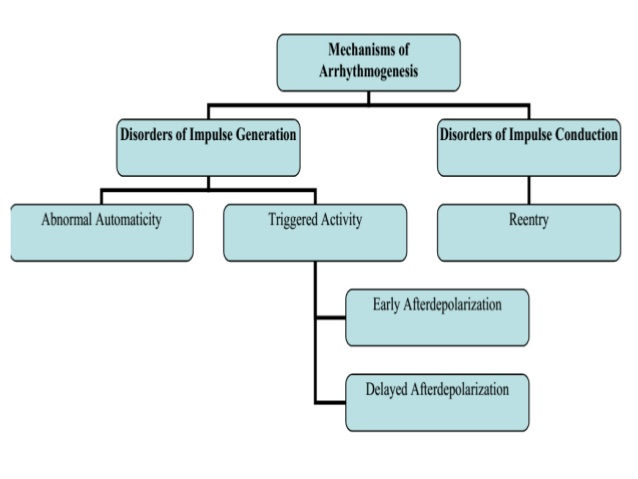 Mechanisms of
Arrhythmogenesis
Disorders of Impulse Generation
Disorders of Impulse Conduction
Abnormal Automaticity
Triggered Activity
Reentry
Early Afterdepolarization
Delayed Afterdepolarization